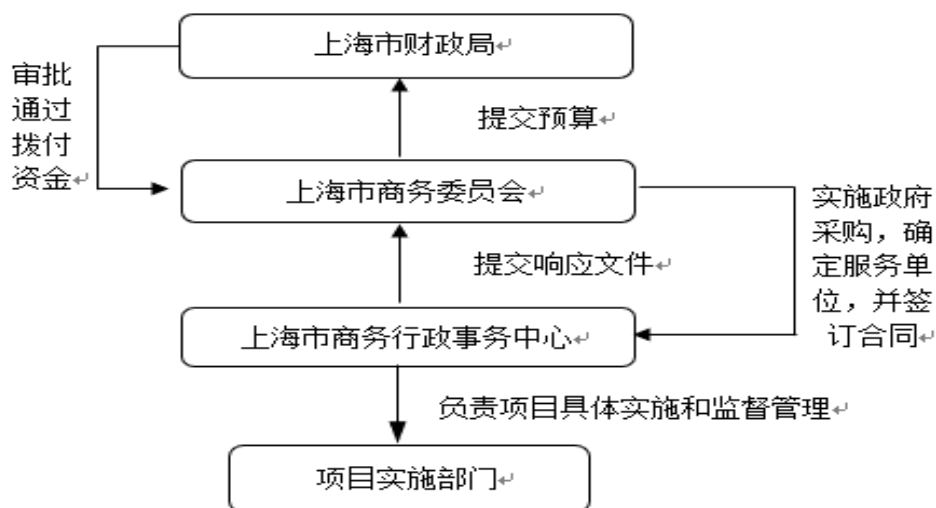 上海市财政局
审批
通过
拨付
资金
提交预算
上海市商务委员会
实施政府
采购，确
定服务单
位，并签
订合同
提交响应文件
上海市商务行政事务中心
负责项目具体实施和监督管理
项目实施部门